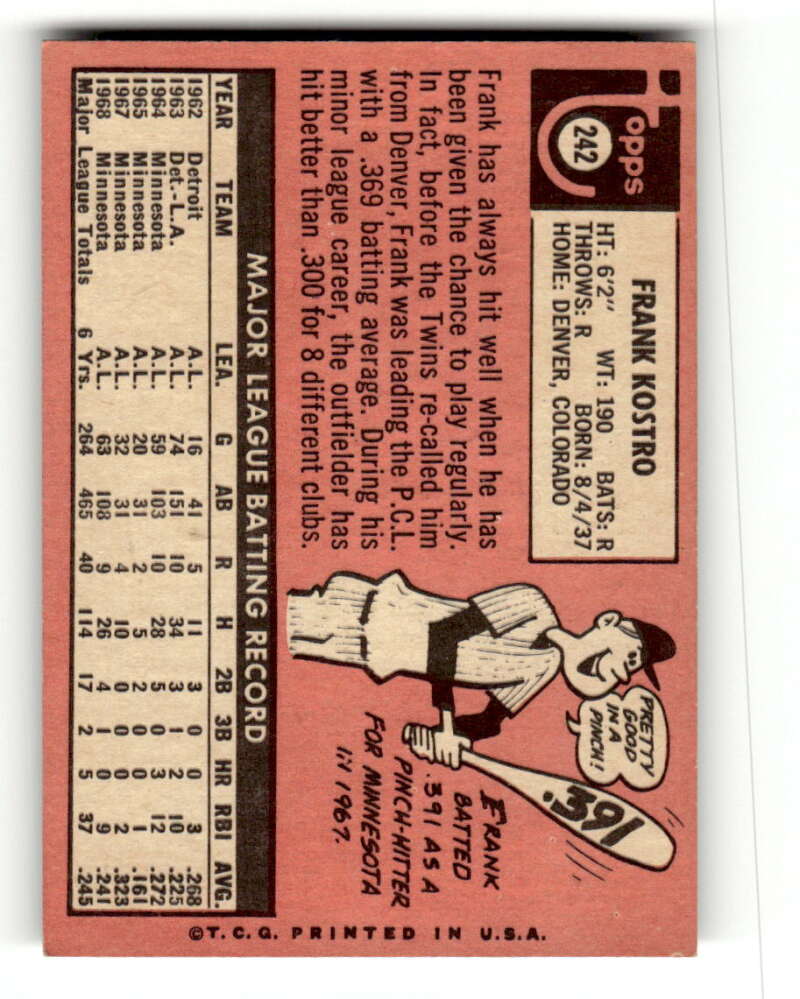 Topps
242
FRANK KOSTRO
HT: 6'2" WT: 190 BATS: R
THROWS: R BORN: 8/4/37
HOME: DENVER, COLORADO
Frank has always hit well when he has
been given the chance to play regularly.
In fact, before the Twins re-called him
from Denver, Frank was leading the P.C.L.
with a .369 batting average. During his
minor league career, the outfielder has
hit better than .300 for 8 different clubs.
PRETTY
GOOD
IN A
PINCH!
.391
FRANK
BATTED
.391 AS A
PINCH-HITTER
FOR MINNESOTA
IN 1967.
MAJOR LEAGUE BATTING RECORD
YEAR TEAM LEA. G AB R H 2B 3B HR RBI AVG.
1962 Detroit A.L. 16 41 5 11 3 0 0 3 .268
1963 Det.-L.A. A.L. 74 151 10 34 3 1 2 10 .225
1964 Minnesota A.L. 59 103 10 28 5 0 3 12 .272
1965 Minnesota A.L. 20 31 2 5 2 0 0 1 .161
1967 Minnesota A.L. 32 31 4 10 0 0 0 2 .323
1968 Minnesota A.L. 63 108 9 26 4 1 0 9 .241
Major League Totals 6 Yrs. 264 465 40 114 17 2 5 37 .245
©T.C.G. PRINTED IN U.S.A.